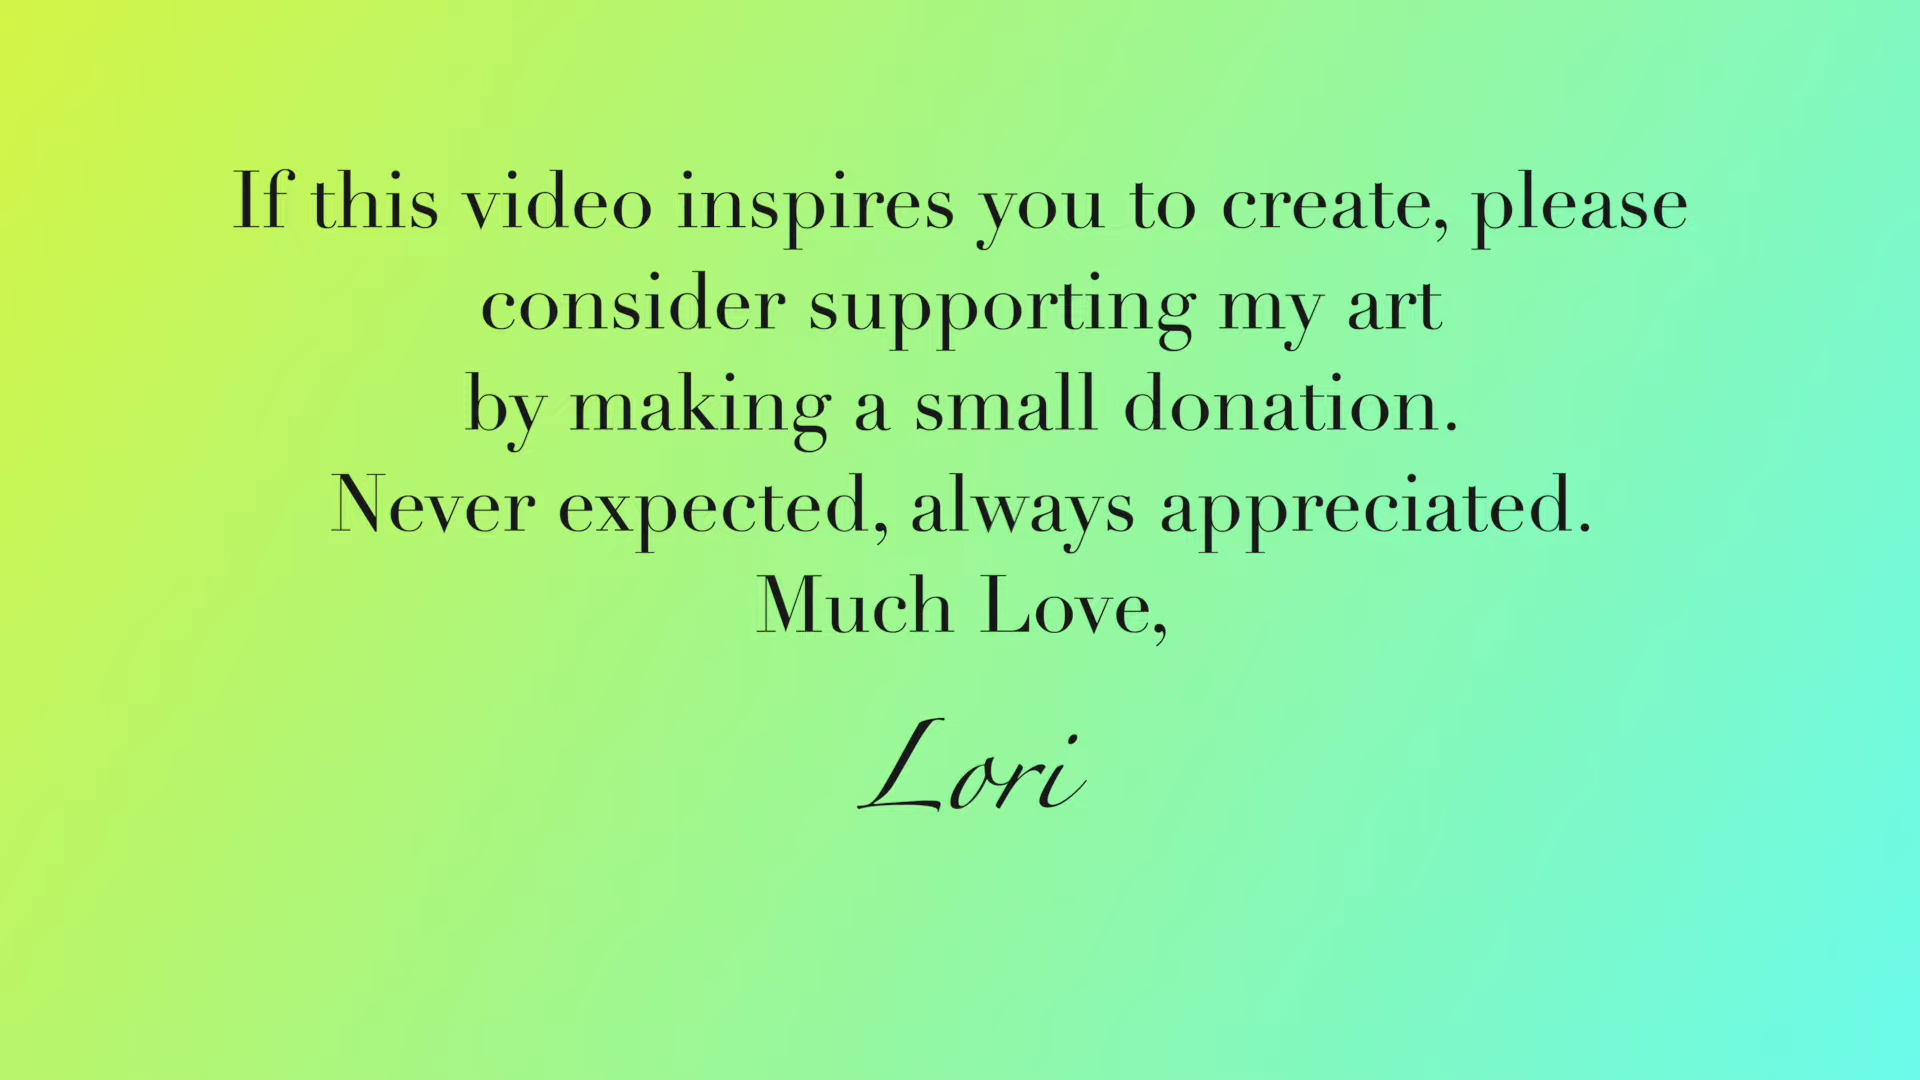 If this video inspires you to create, please
consider supporting my art
by making a small donation.
Never expected, always appreciated.
Much Love,
Lori